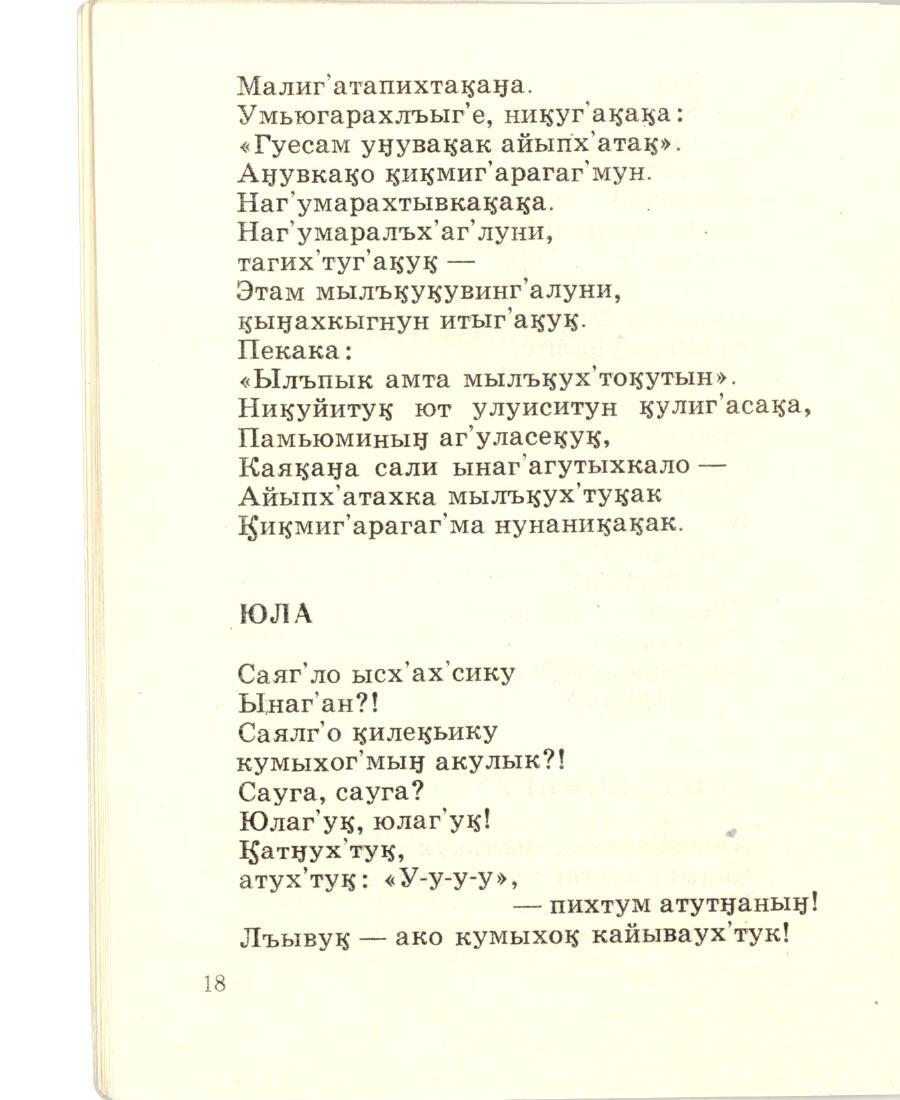 Малиг’атапихтақаӈа.
Умьюгарахлъыг’е, ниқуг’ақақа:
«Гуесам уӈувақак айыпх’атақ».
Аӈувкақо қиқмиг’арагаг’мун.
Наг’умарахтывкақақа.
Наг’умаралъх’аг’луни,
тагих’туг’ақуқ —
Этам мылъқуқувинг’алуни,
қыӈахкыгнун итыг’ақуқ.
Пекака:
«Ылъпык амта мылъқух’тоқутын».
Ниқуйитуқ ют улуиситун қулиг’асақа,
Памьюминыӈ аг’уласеқуқ,
Каяқаӈа сали ынаг’агутыхкало —
Айыпх’атахка мылъқух’туқак
Қиқмиг’арагаг’ма нунаниқақак.
ЮЛА
Саяг’ло ысх’ах’сику
Ынаг’ан?!
Саялг’о қилеқьику
кумыхог’мыӈ акулык?!
Сауга, сауга?
Юлаг’уқ, юлаг’уқ!
Қатӈух’туқ,
атух’туқ: «У-у-у-у»,
— пихтум атутӈаныӈ!
Лъывуқ — ако кумыхоқ кайываух’тук!
18